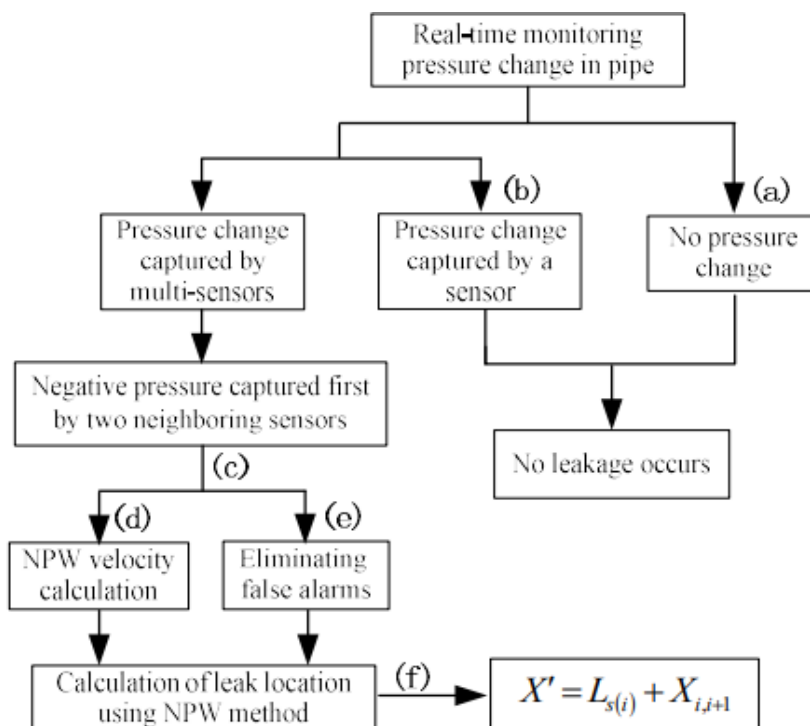 Real-time monitoring
pressure change in pipe
(b)
(a)
Pressure change
captured by
multi-sensors
Pressure change
captured by a
sensor
No pressure
change
Negative pressure captured first
by two neighboring sensors
No leakage occurs
(c)
(d)
(e)
NPW velocity
calculation
Eliminating
false alarms
Calculation of leak location
using NPW method
(f)
X' = L_{s(i)} + X_{i,i+1}